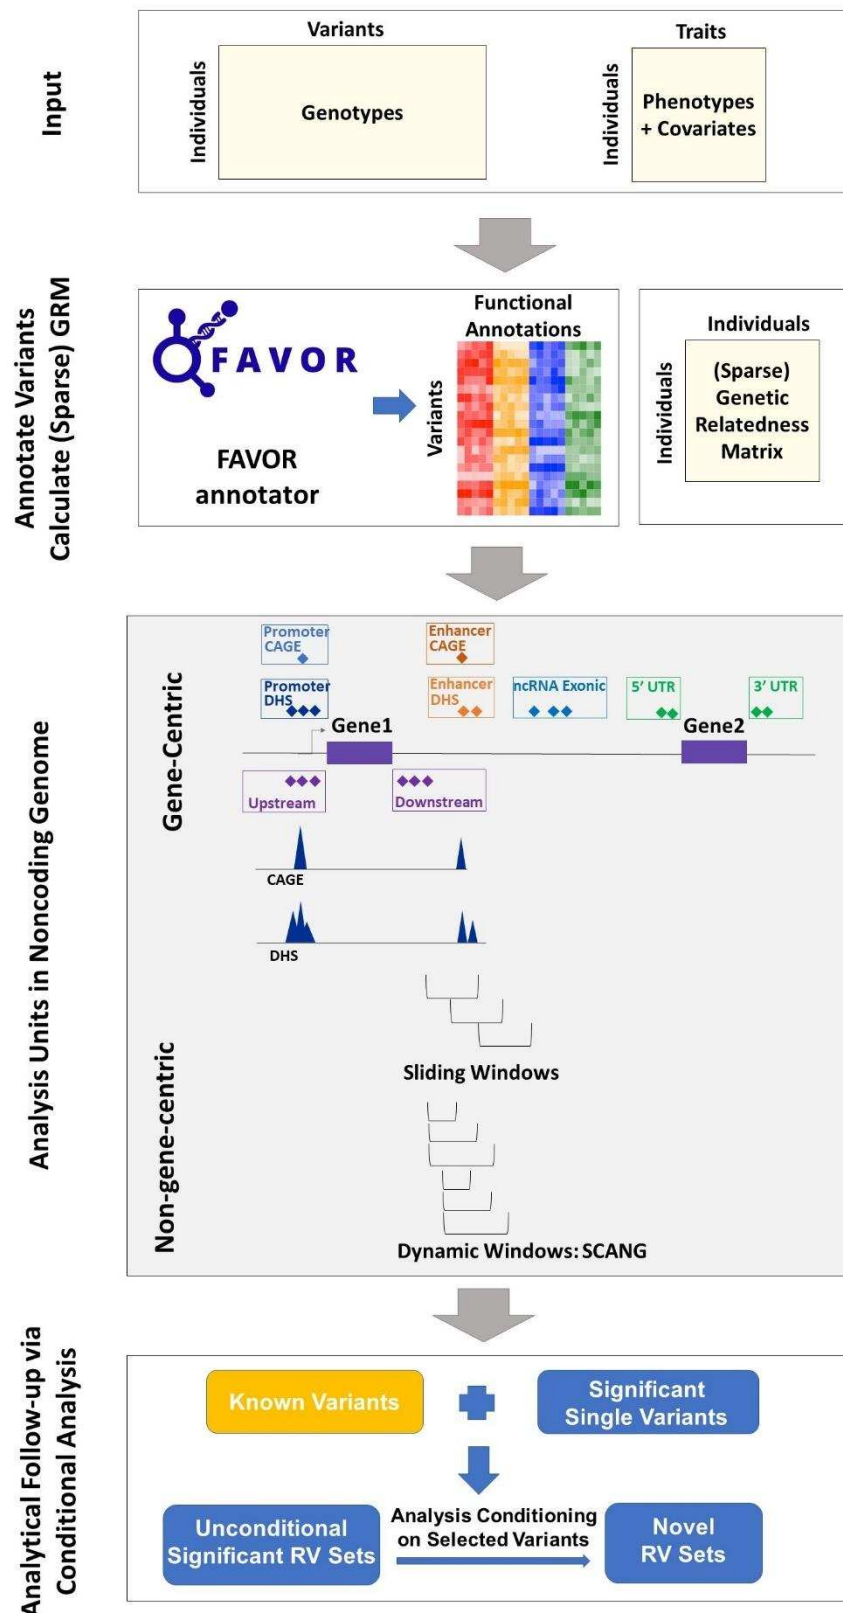 Input
Variants
Individuals
Genotypes
Traits
Individuals
Phenotypes
+ Covariates
Annotate Variants
Calculate (Sparse) GRM
FAVOR
FAVOR
annotator
Functional
Annotations
Variants
Individuals
Individuals
(Sparse)
Genetic
Relatedness
Matrix
Analysis Units in Noncoding Genome
Gene-Centric
Promoter
CAGE
Enhancer
CAGE
Promoter
DHS
Enhancer
DHS
ncRNA Exonic
5' UTR
3' UTR
Gene1
Gene2
Upstream
Downstream
CAGE
DHS
Non-gene-centric
Sliding Windows
Dynamic Windows: SCANG
Analytical Follow-up via
Conditional Analysis
Known Variants
Significant
Single Variants
Unconditional
Significant RV Sets
Analysis Conditioning
on Selected Variants
Novel
RV Sets